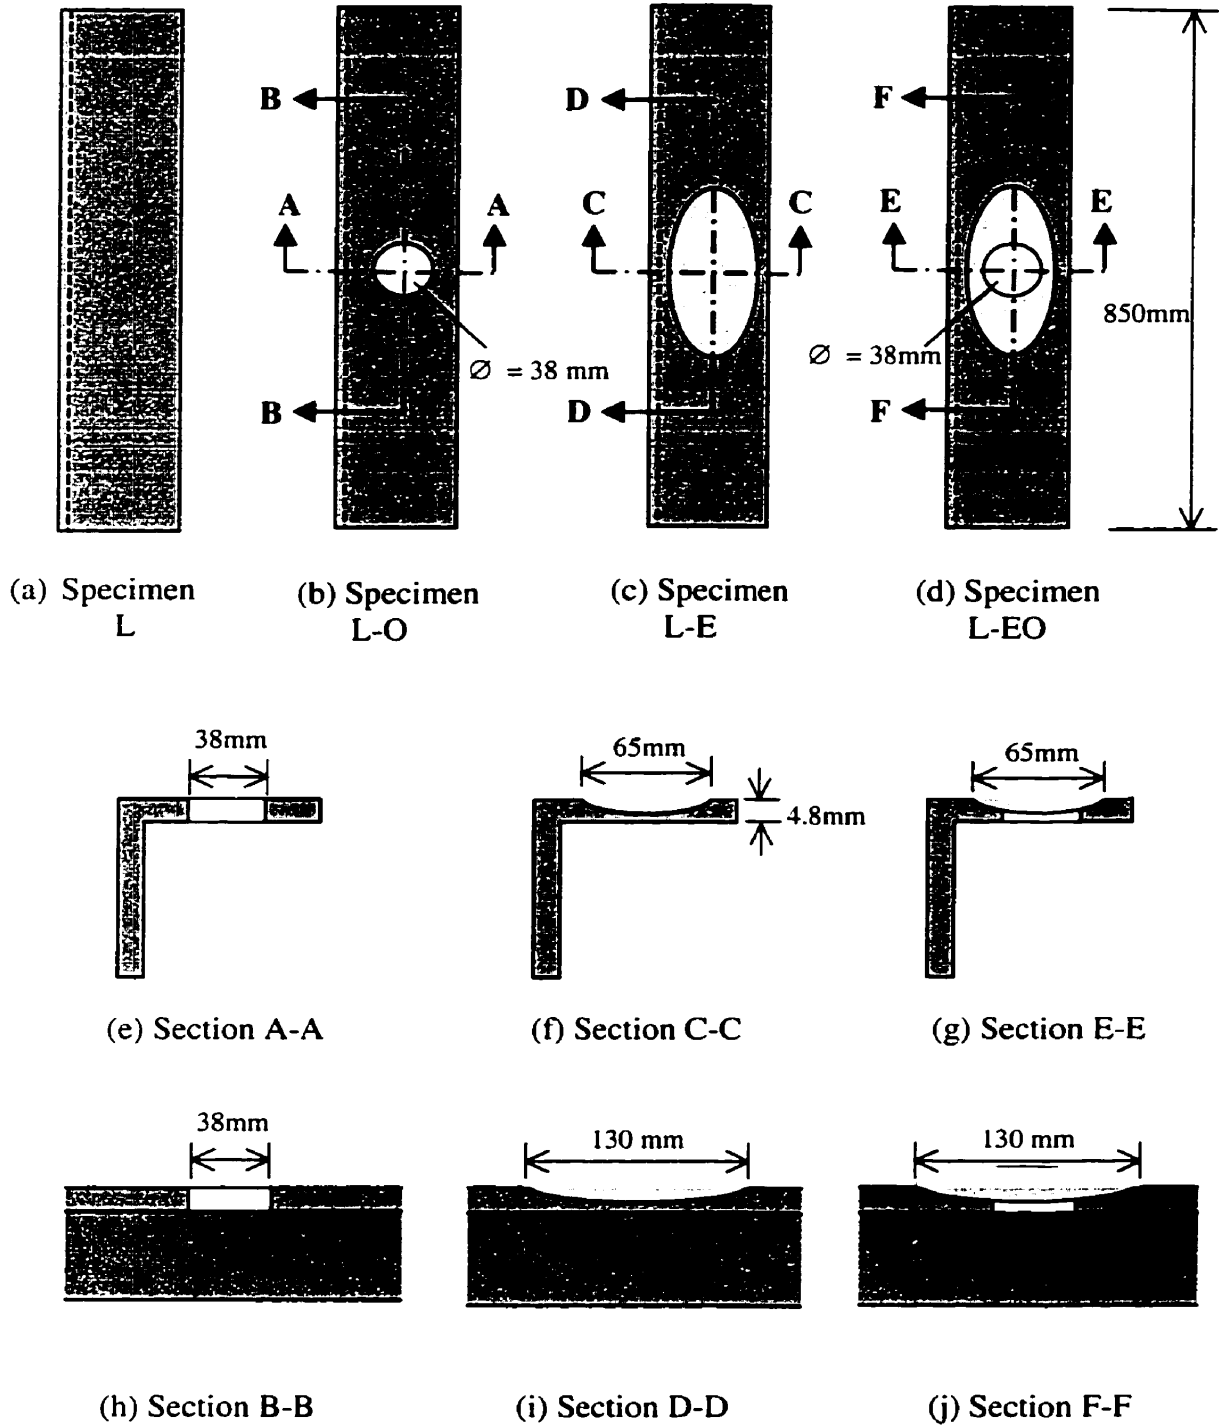 B
D
F
A
A
C
C
E
E
850mm
Ø = 38 mm
Ø = 38mm
B
D
F
(a) Specimen
L
(b) Specimen
L-O
(c) Specimen
L-E
(d) Specimen
L-EO
38mm
65mm
4.8mm
65mm
(e) Section A-A
(f) Section C-C
(g) Section E-E
38mm
130 mm
130 mm
(h) Section B-B
(i) Section D-D
(j) Section F-F